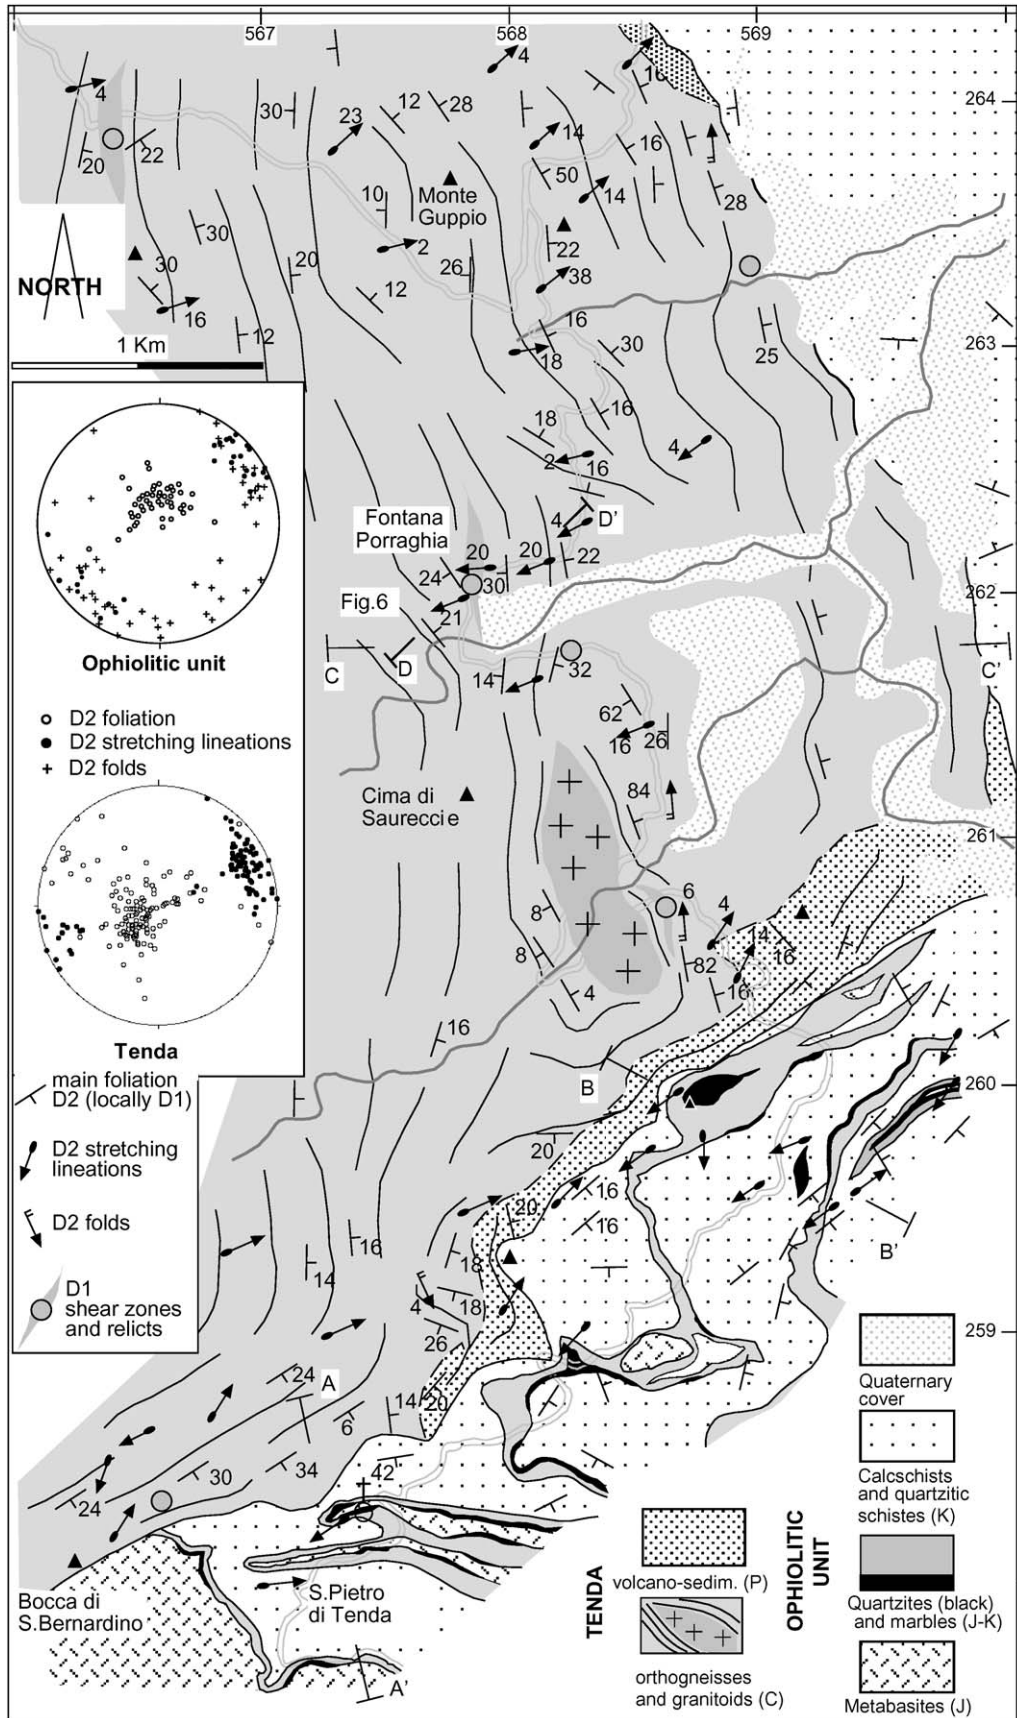 567
568
569
4
16
264
4
30
23
12
28
14
16
20
22
50
Monte
Guppio
10
14
28
30
22
2
20
26
38
30
NORTH
12
16
16
12
18
30
25
263
1 Km
18
16
4
2
16
Fontana
Porraghia
4
D'
20
20
22
24
30
262
Fig.6
21
C
D
14
32
C'
Ophiolitic unit
62
16
26
D2 foliation
D2 stretching lineations
D2 folds
Cima di
Saureccie
84
261
6
4
8
14
16
8
82
16
4
16
Tenda
main foliation
D2 (locally D1)
B
260
20
D2 stretching
lineations
16
20
16
D2 folds
16
18
14
B'
D1
shear zones
and relicts
4
18
26
259
24
A
14
20
6
Quaternary
cover
30
34
42
24
Calcschists
and quartzitic
schistes (K)
TENDA
volcano-sedim. (P)
OPHIOLITIC
UNIT
Bocca di
S.Bernardino
S.Pietro
di Tenda
Quartzites (black)
and marbles (J-K)
orthogneisses
and granitoids (C)
A'
Metabasites (J)